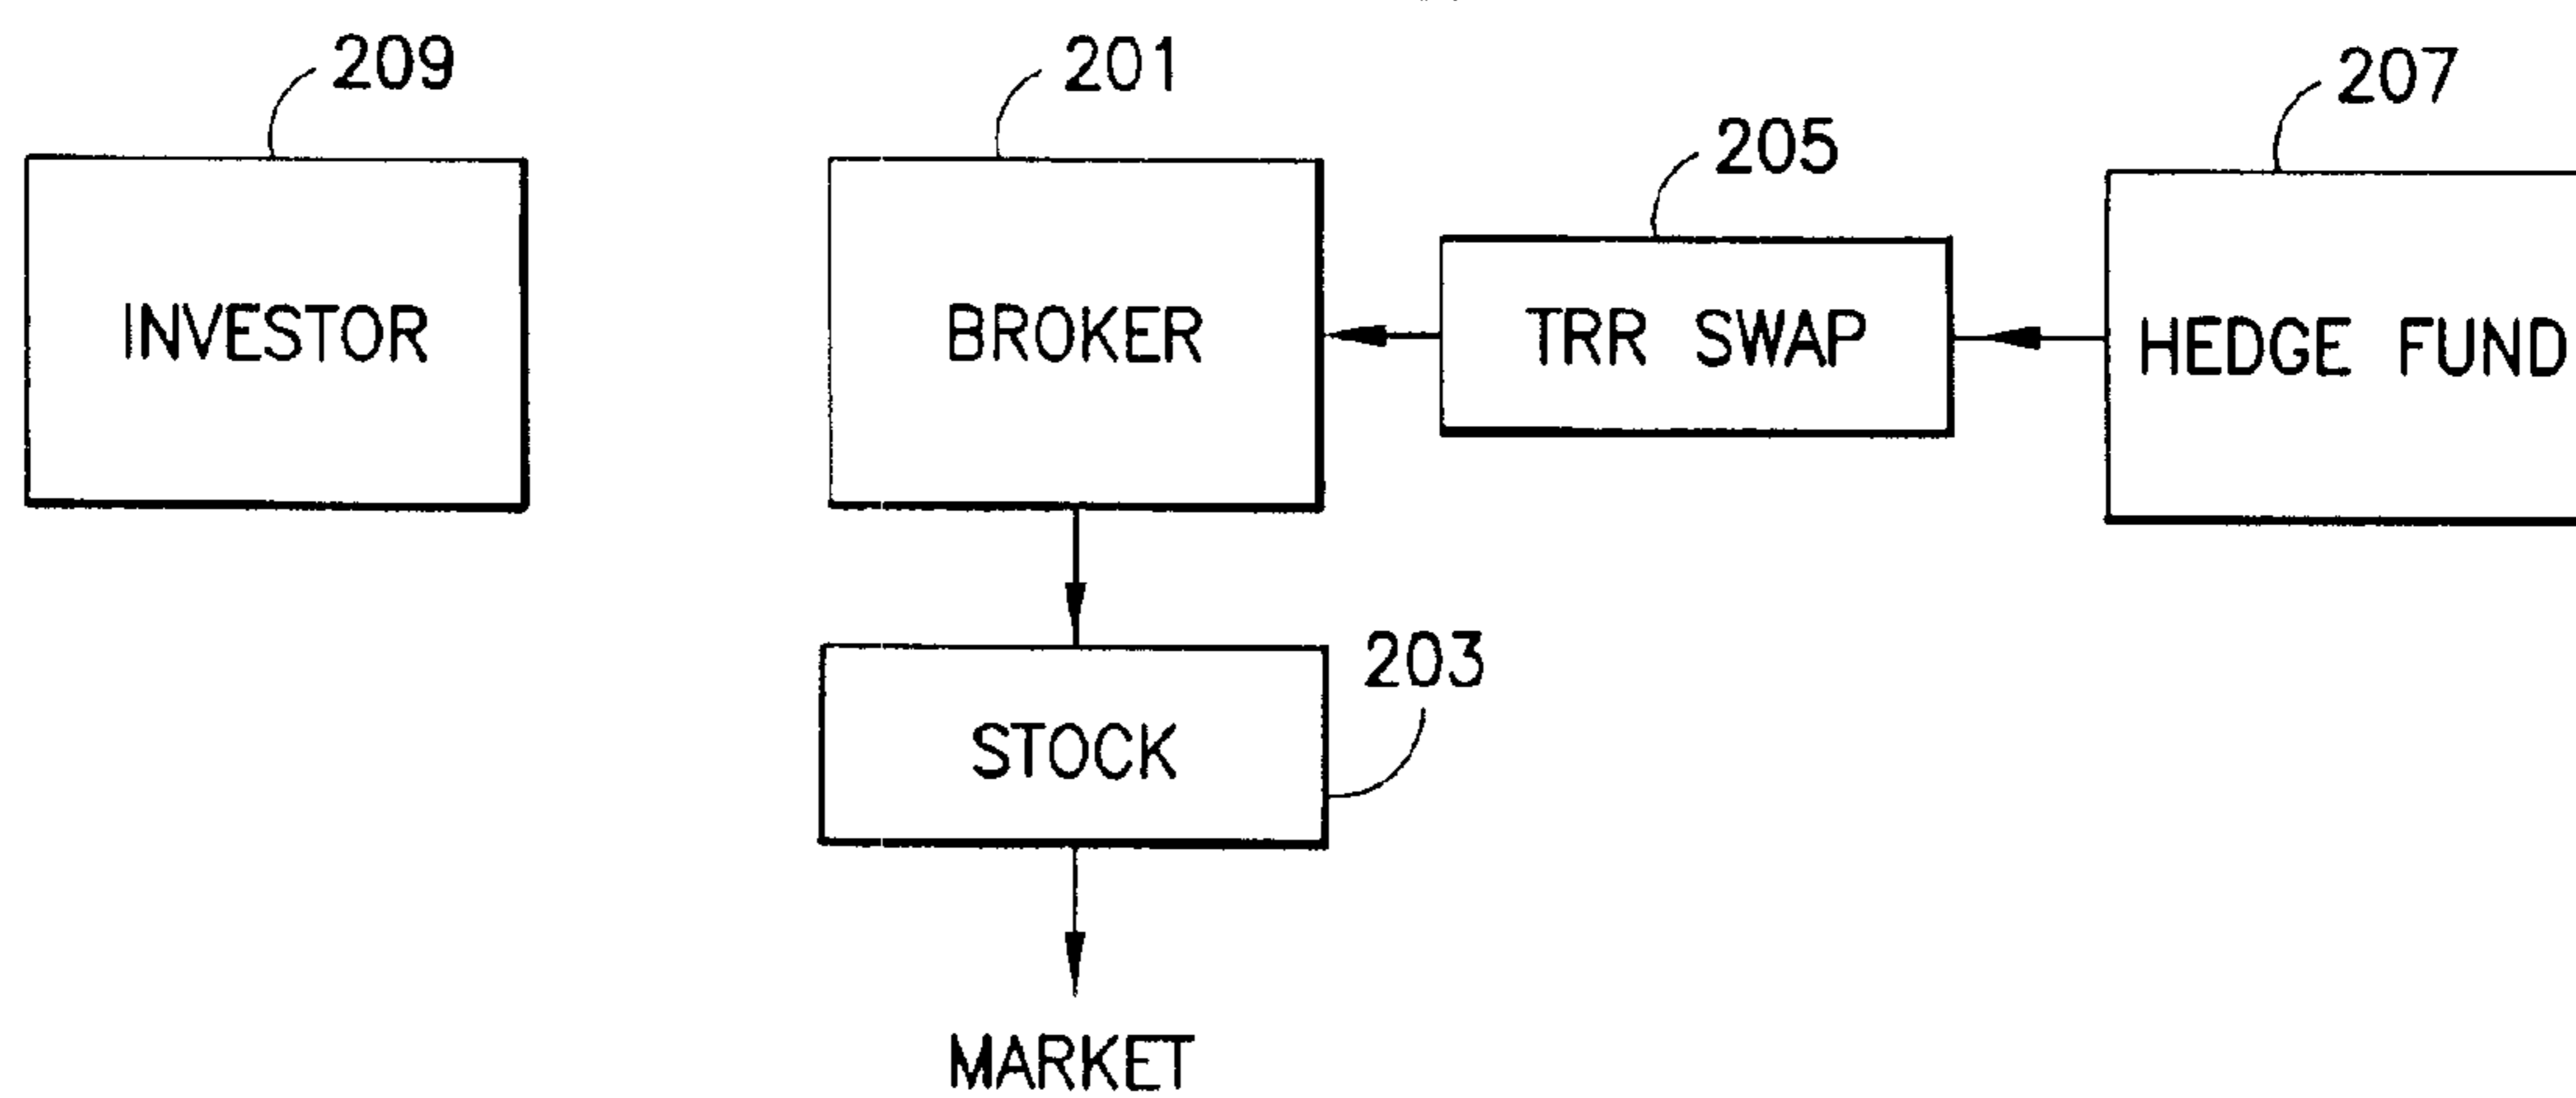 209
201
205
207
INVESTOR
BROKER
TRR SWAP
HEDGE FUND
203
STOCK
MARKET